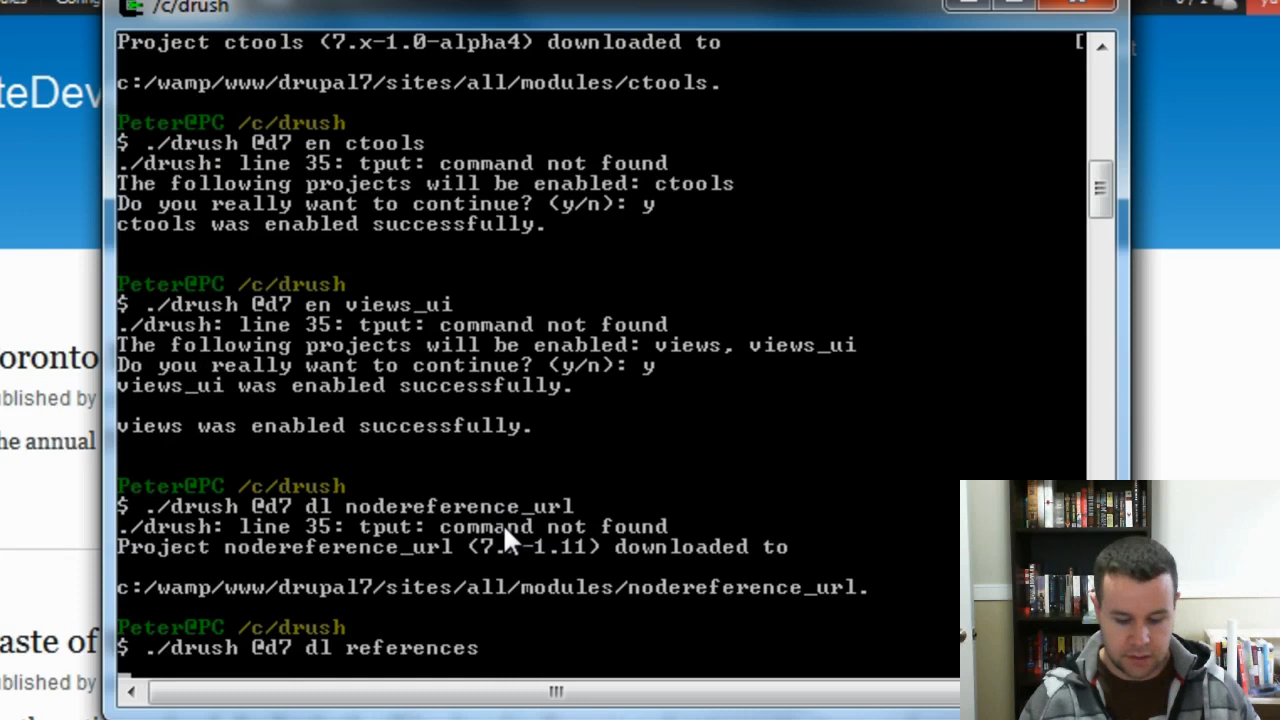 /c/drush
Project ctools (7.x-1.0-alpha4) downloaded to [
c:/wamp/www/drupal7/sites/all/modules/ctools.
Peter@PC /c/drush
$ ./drush @d7 en ctools
./drush: line 35: tput: command not found
The following projects will be enabled: ctools
Do you really want to continue? (y/n): y
ctools was enabled successfully.
Peter@PC /c/drush
$ ./drush @d7 en views_ui
./drush: line 35: tput: command not found
The following projects will be enabled: views, views_ui
Do you really want to continue? (y/n): y
views_ui was enabled successfully.
views was enabled successfully.
Peter@PC /c/drush
$ ./drush @d7 dl nodereference_url
./drush: line 35: tput: command not found
Project nodereference_url (7.x-1.11) downloaded to
c:/wamp/www/drupal7/sites/all/modules/nodereference_url.
Peter@PC /c/drush
$ ./drush @d7 dl references
teDev
oronto
ublished by
he annual
aste of
ublished by